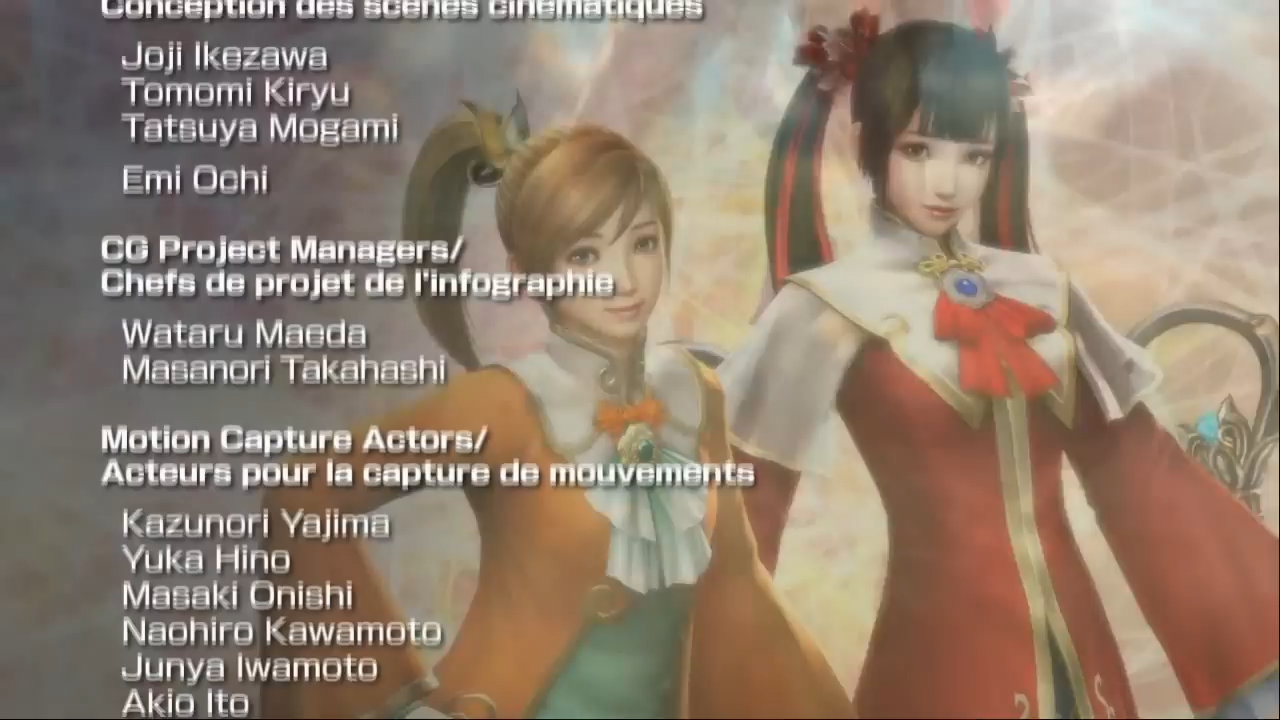 Conception des scènes cinématiques
Joji Ikezawa
Tomomi Kiryu
Tatsuya Mogami
Emi Ochi
CG Project Managers/
Chefs de projet de l'infographie
Wataru Maeda
Masanori Takahashi
Motion Capture Actors/
Acteurs pour la capture de mouvements
Kazunori Yajima
Yuka Hino
Masaki Onishi
Naohiro Kawamoto
Junya Iwamoto
Akio Ito